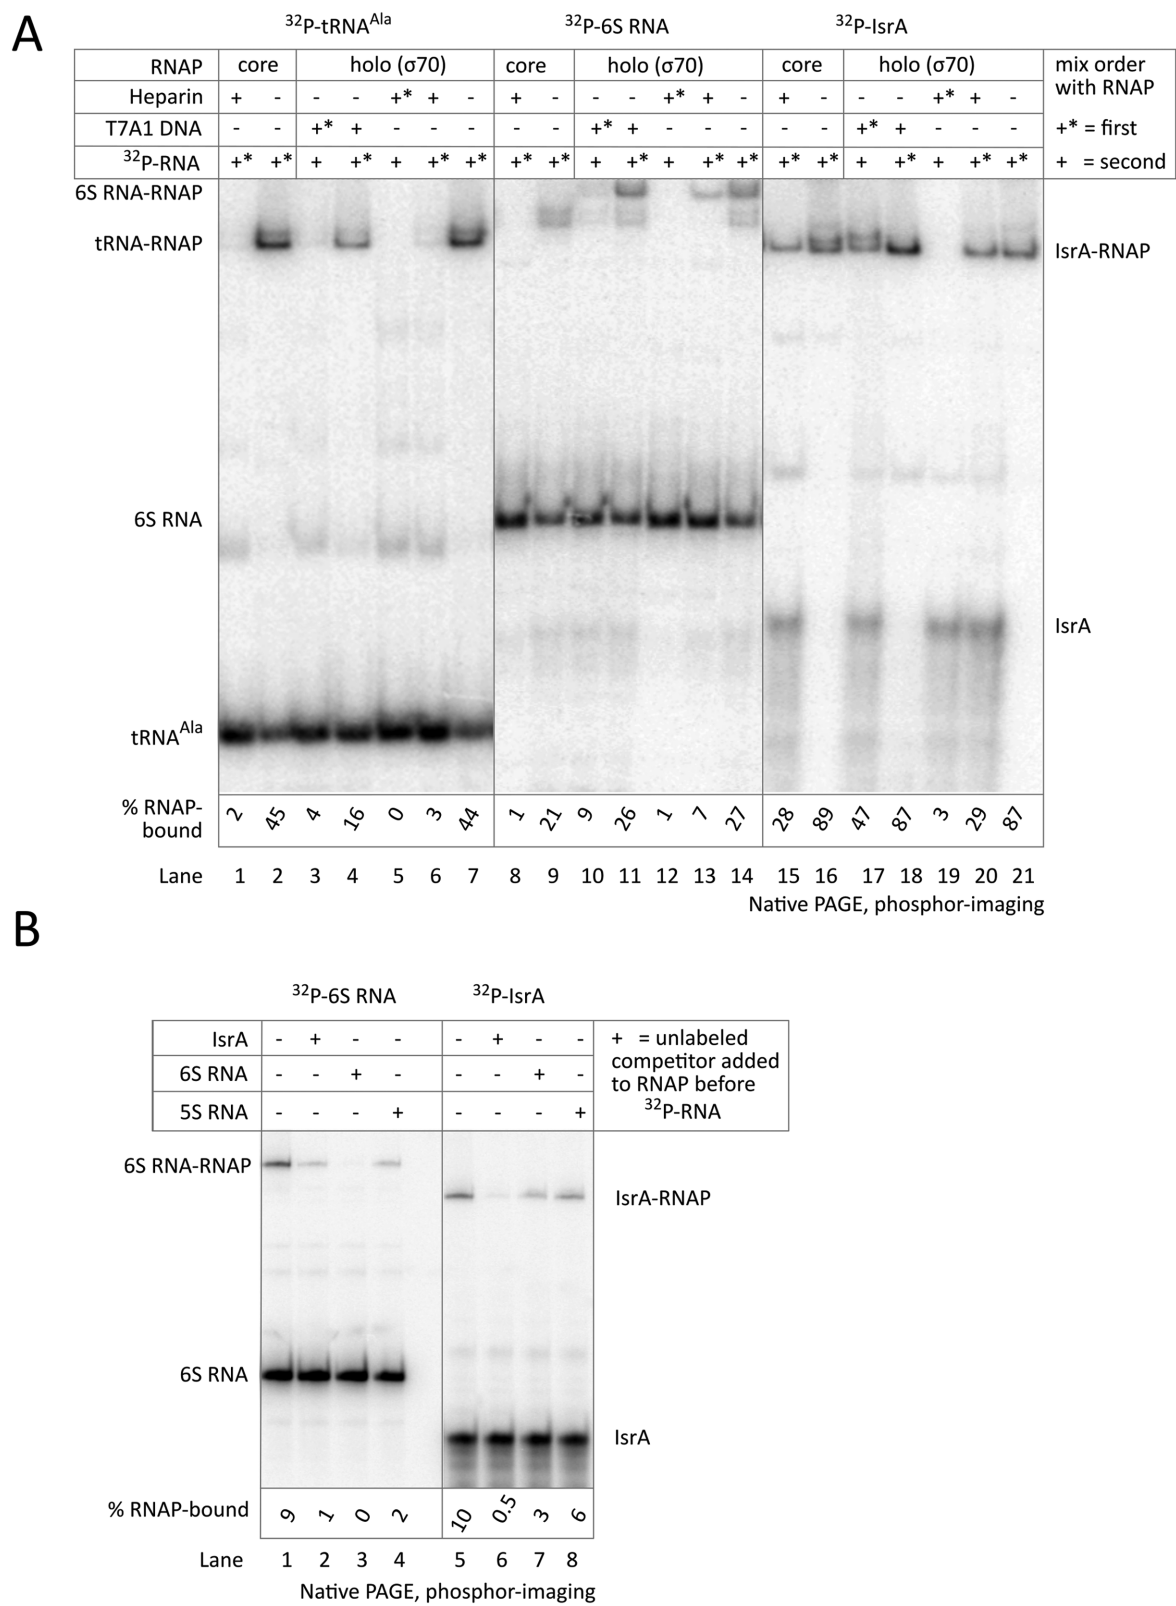 A
32P-tRNAAla 32P-6S RNA 32P-IsrA
RNAP core holo (σ70) core holo (σ70) core holo (σ70) mix order
Heparin + - - - +* + - + - - - +* + - + - - - +* + - with RNAP
T7A1 DNA - - +* + - - - - - +* + - - - - - +* + - - - +* = first
32P-RNA +* +* + +* + +* +* +* +* + +* + +* +* +* +* + +* + +* +* + = second
6S RNA-RNAP
tRNA-RNAP IsrA-RNAP
6S RNA
IsrA
tRNAAla
% RNAP-
bound 2 45 4 16 0 3 44 1 21 9 26 1 7 27 28 89 47 87 3 29 87
Lane 1 2 3 4 5 6 7 8 9 10 11 12 13 14 15 16 17 18 19 20 21
Native PAGE, phosphor-imaging
B
32P-6S RNA 32P-IsrA
IsrA - + - - - + - - + = unlabeled
competitor added
6S RNA - - + - - - + - to RNAP before
5S RNA - - - + - - - + 32P-RNA
6S RNA-RNAP
IsrA-RNAP
6S RNA
IsrA
% RNAP-bound 9 1 0 2 10 0.5 3 6
Lane 1 2 3 4 5 6 7 8
Native PAGE, phosphor-imaging